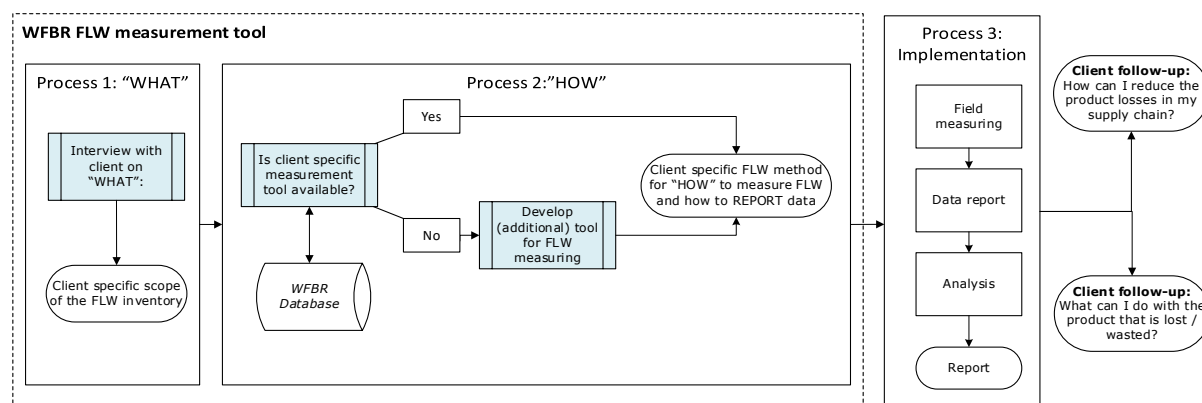 WFBR FLW measurement tool
Process 1: “WHAT”
Interview with
client on
“WHAT”:
Client specific scope
of the FLW inventory
Process 2:”HOW”
Is client specific
measurement
tool available?
Yes
No
WFBR
Database
Develop
(additional) tool
for FLW
measuring
Client specific FLW method
for “HOW” to measure FLW
and how to REPORT data
Process 3:
Implementation
Field
measuring
Data report
Analysis
Report
Client follow-up:
How can I reduce the
product losses in my
supply chain?
Client follow-up:
What can I do with the
product that is lost /
wasted?